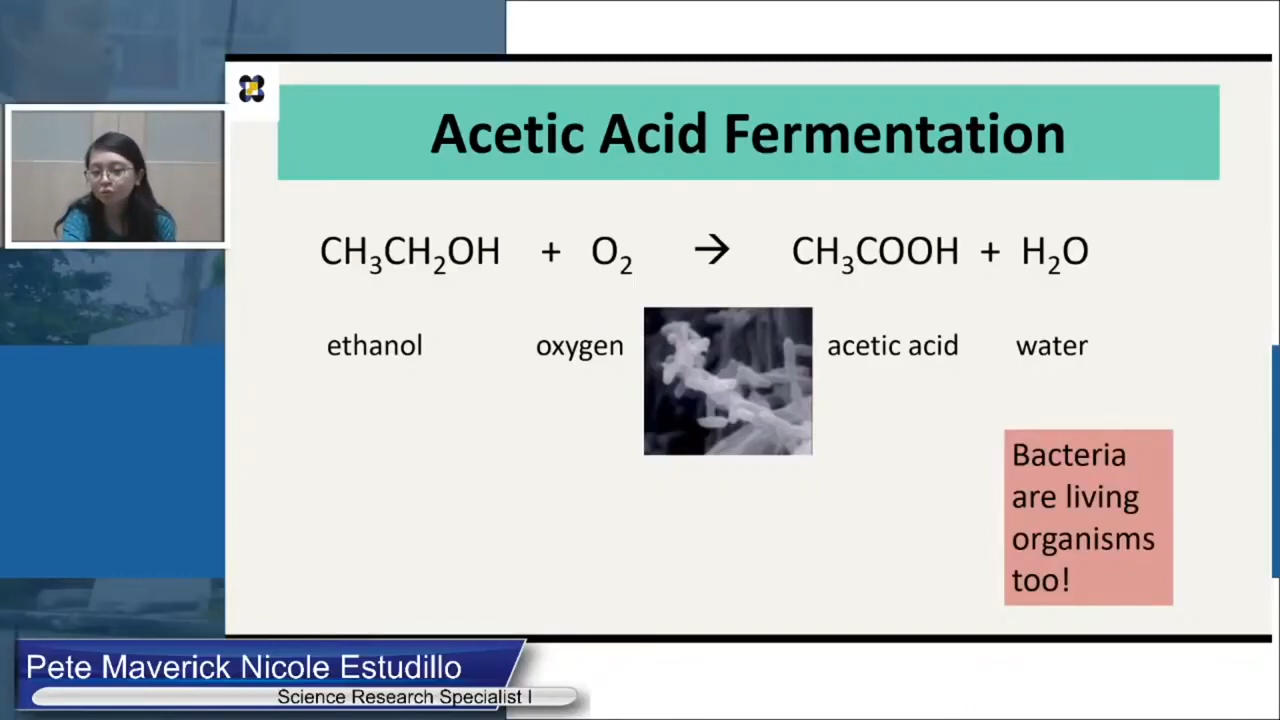 Acetic Acid Fermentation
CH₃CH₂OH + O₂ → CH₃COOH + H₂O
ethanol oxygen acetic acid water
Bacteria
are living
organisms
too!
Pete Maverick Nicole Estudillo
Science Research Specialist I